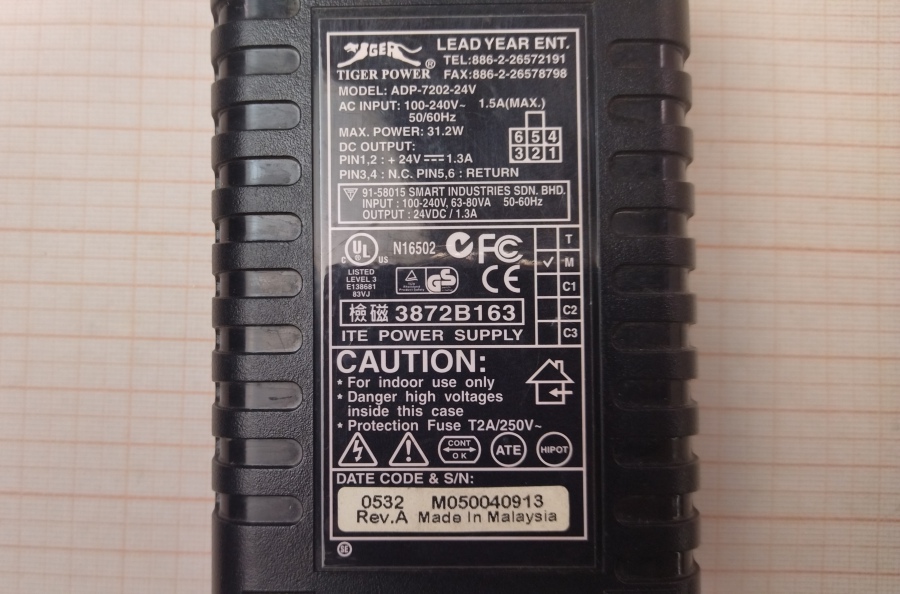 TIGER
LEAD YEAR ENT.
TEL:886-2-26572191
TIGER POWER ® FAX:886-2-26578798
MODEL: ADP-7202-24V
AC INPUT: 100-240V~ 1.5A(MAX.)
50/60Hz
MAX. POWER: 31.2W
DC OUTPUT:
PIN1,2 : + 24V⎓1.3A
PIN3,4 : N.C. PIN5,6 : RETURN
6 5 4
3 2 1
91-58015 SMART INDUSTRIES SDN. BHD.
INPUT : 100-240V, 63-80VA 50-60Hz
OUTPUT : 24VDC / 1.3A
C UL ® US N16502 FC CE
LISTED
LEVEL 3
E138681
83VJ
GS
T
✓ M
C1
C2
C3
檢磁 3872B163
ITE POWER SUPPLY
CAUTION:
* For indoor use only
* Danger high voltages
inside this case
* Protection Fuse T2A/250V~
CONT
OK
ATE
HIPOT
DATE CODE & S/N:
0532 M050040913
Rev.A Made In Malaysia
SE